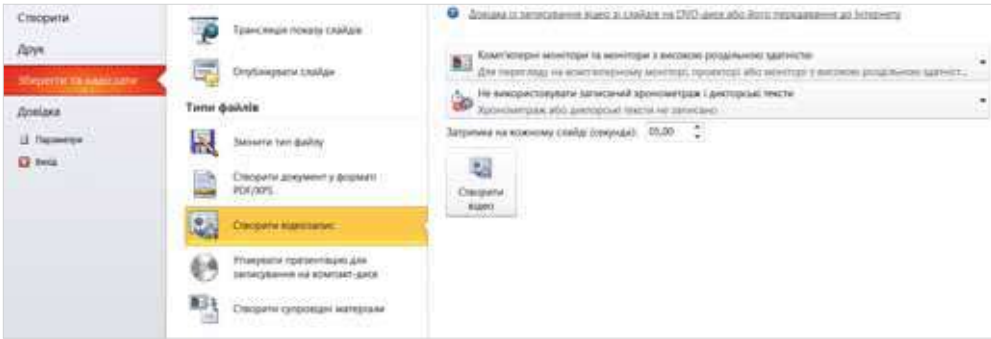 Створити
Друк
Зберегти та надіслати
Довідка
Параметри
Вихід
Трансляція показу слайдів
Опублікувати слайди
Типи файлів
Змінити тип файлу
Створити документ у форматі
PDF/XPS
Створити відеозапис
Упакувати презентацію для
записування на компакт-диск
Створити супровідні матеріали
Довідка із записування відео зі слайдів на DVD-диск або його передавання до Інтернету
Комп'ютерні монітори та монітори з високою роздільною здатністю
Для перегляду на комп'ютерному моніторі, проекторі або моніторі з високою роздільною здатніст...
Не використовувати записаний хронометраж і дикторські тексти
Хронометраж або дикторські тексти не записано
Затримка на кожному слайді (секунди): 05,00
Створити
відео